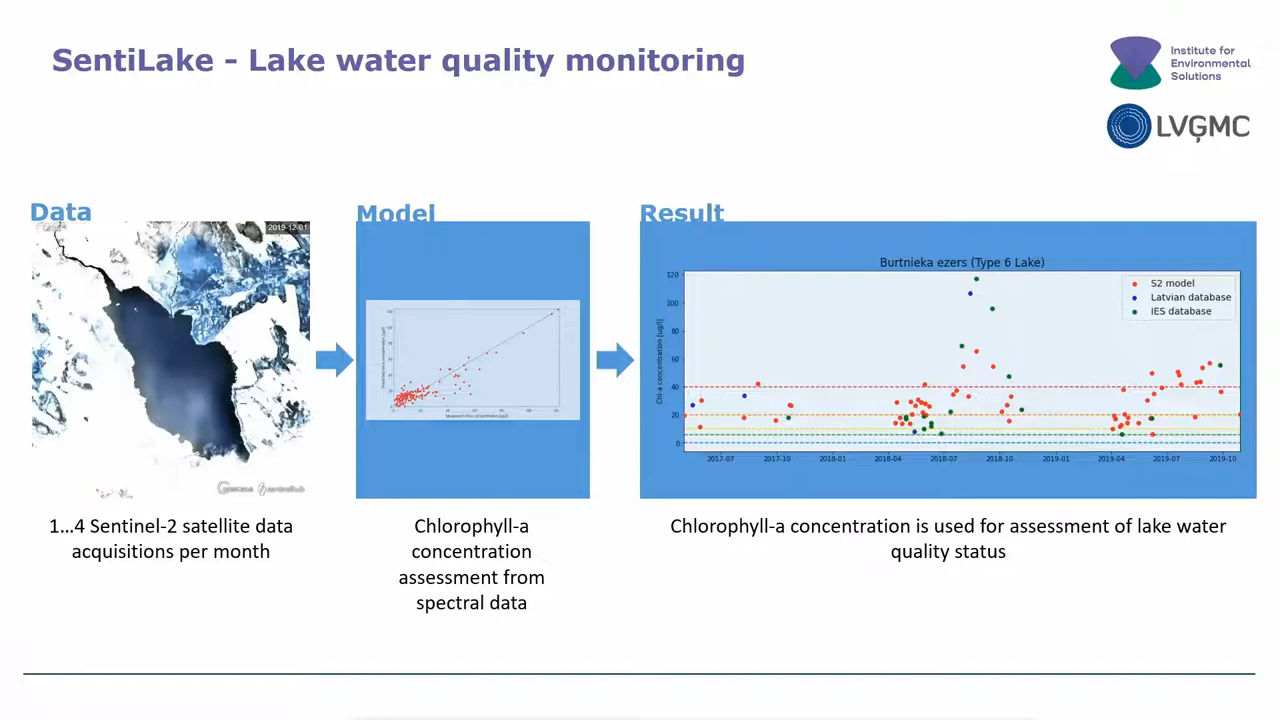 SentiLake - Lake water quality monitoring
Institute for
Environmental
Solutions
LVĢMC
Data
Model
Result
2019-12-01
Burtnieka ezers (Type 6 Lake)
S2 model
Latvian database
IES database
Chl-a concentration [ug/l]
120
100
80
60
40
20
0
2017-07
2017-10
2018-01
2018-04
2018-07
2018-10
2019-01
2019-04
2019-07
2019-10
1...4 Sentinel-2 satellite data
acquisitions per month
Chlorophyll-a
concentration
assessment from
spectral data
Chlorophyll-a concentration is used for assessment of lake water
quality status